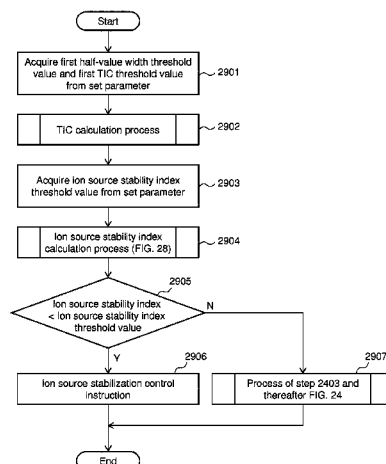 Start
Acquire first half-value width threshold
value and first TIC threshold value
from set parameter
2901
TiC calculation process
2902
Acquire ion source stability index
threshold value from set parameter
2903
Ion source stability index
calculation process (FIG. 28)
2904
2905
Ion source stability index
< Ion source stability index
threshold value
N
Y
2906
Ion source stabilization control
instruction
2907
Process of step 2403 and
thereafter FIG. 24
End